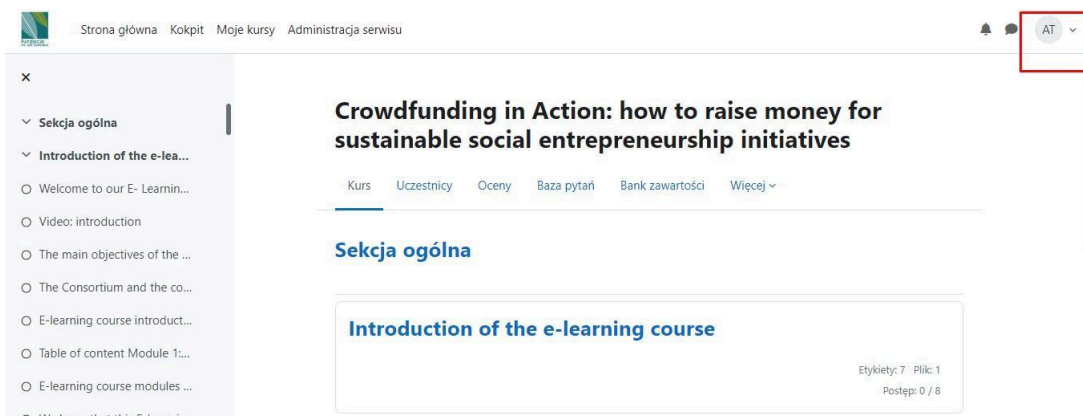 Strona główna Kokpit Moje kursy Administracja serwisu AT
Sekcja ogólna
Introduction of the e-lea...
Welcome to our E- Learnin...
Video: introduction
The main objectives of the ...
The Consortium and the co...
E-learning course introduct...
Table of content Module 1:...
E-learning course modules ...
Crowdfunding in Action: how to raise money for
sustainable social entrepreneurship initiatives
Kurs Uczestnicy Oceny Baza pytań Bank zawartości Więcej
Sekcja ogólna
Introduction of the e-learning course
Etykiety: 7 Plik: 1
Postęp: 0 / 8